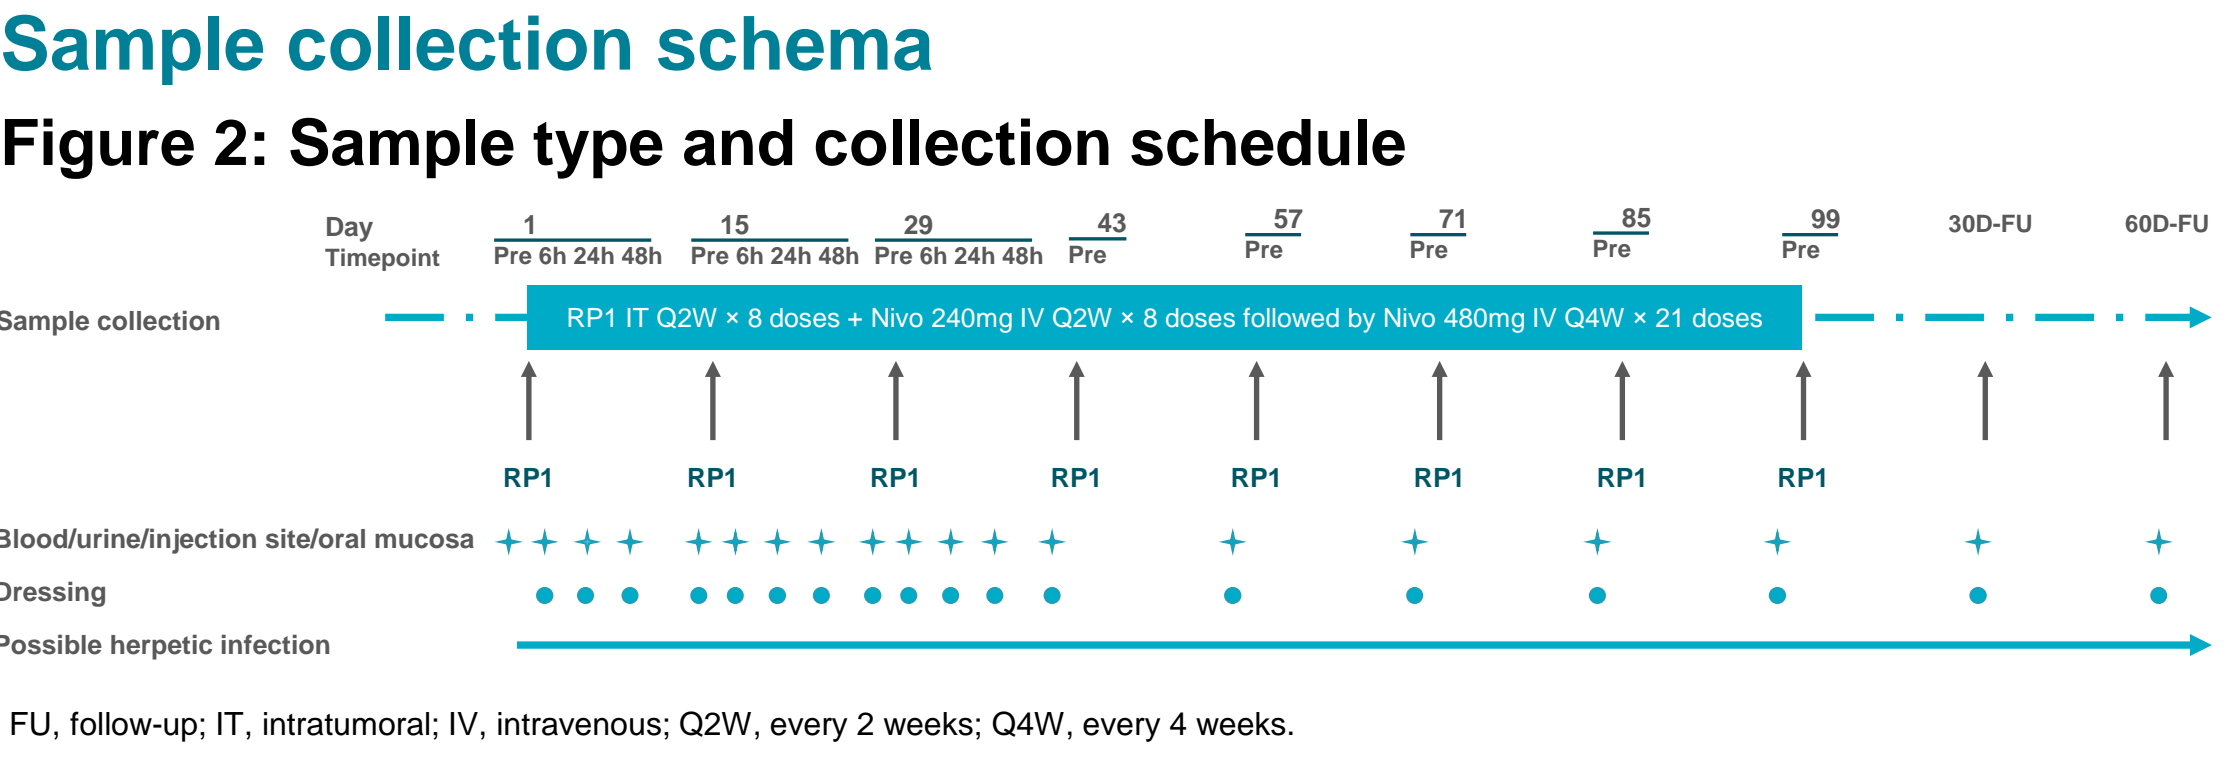 Sample collection schema
Figure 2: Sample type and collection schedule
Day 1 15 29 43 57 71 85 99 30D-FU 60D-FU
Timepoint Pre 6h 24h 48h Pre 6h 24h 48h Pre 6h 24h 48h Pre Pre Pre Pre Pre
Sample collection RP1 IT Q2W × 8 doses + Nivo 240mg IV Q2W × 8 doses followed by Nivo 480mg IV Q4W × 21 doses
RP1 RP1 RP1 RP1 RP1 RP1 RP1 RP1
Blood/urine/injection site/oral mucosa
Dressing
Possible herpetic infection
FU, follow-up; IT, intratumoral; IV, intravenous; Q2W, every 2 weeks; Q4W, every 4 weeks.